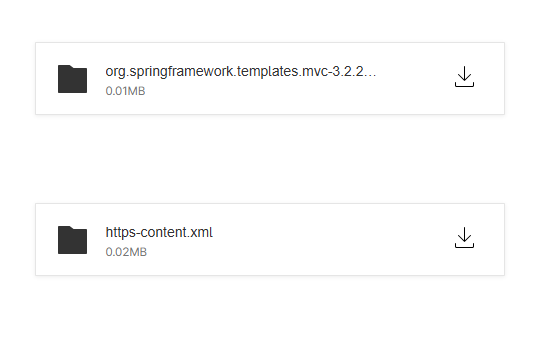 org.springframework.templates.mvc-3.2.2...
0.01MB
https-content.xml
0.02MB